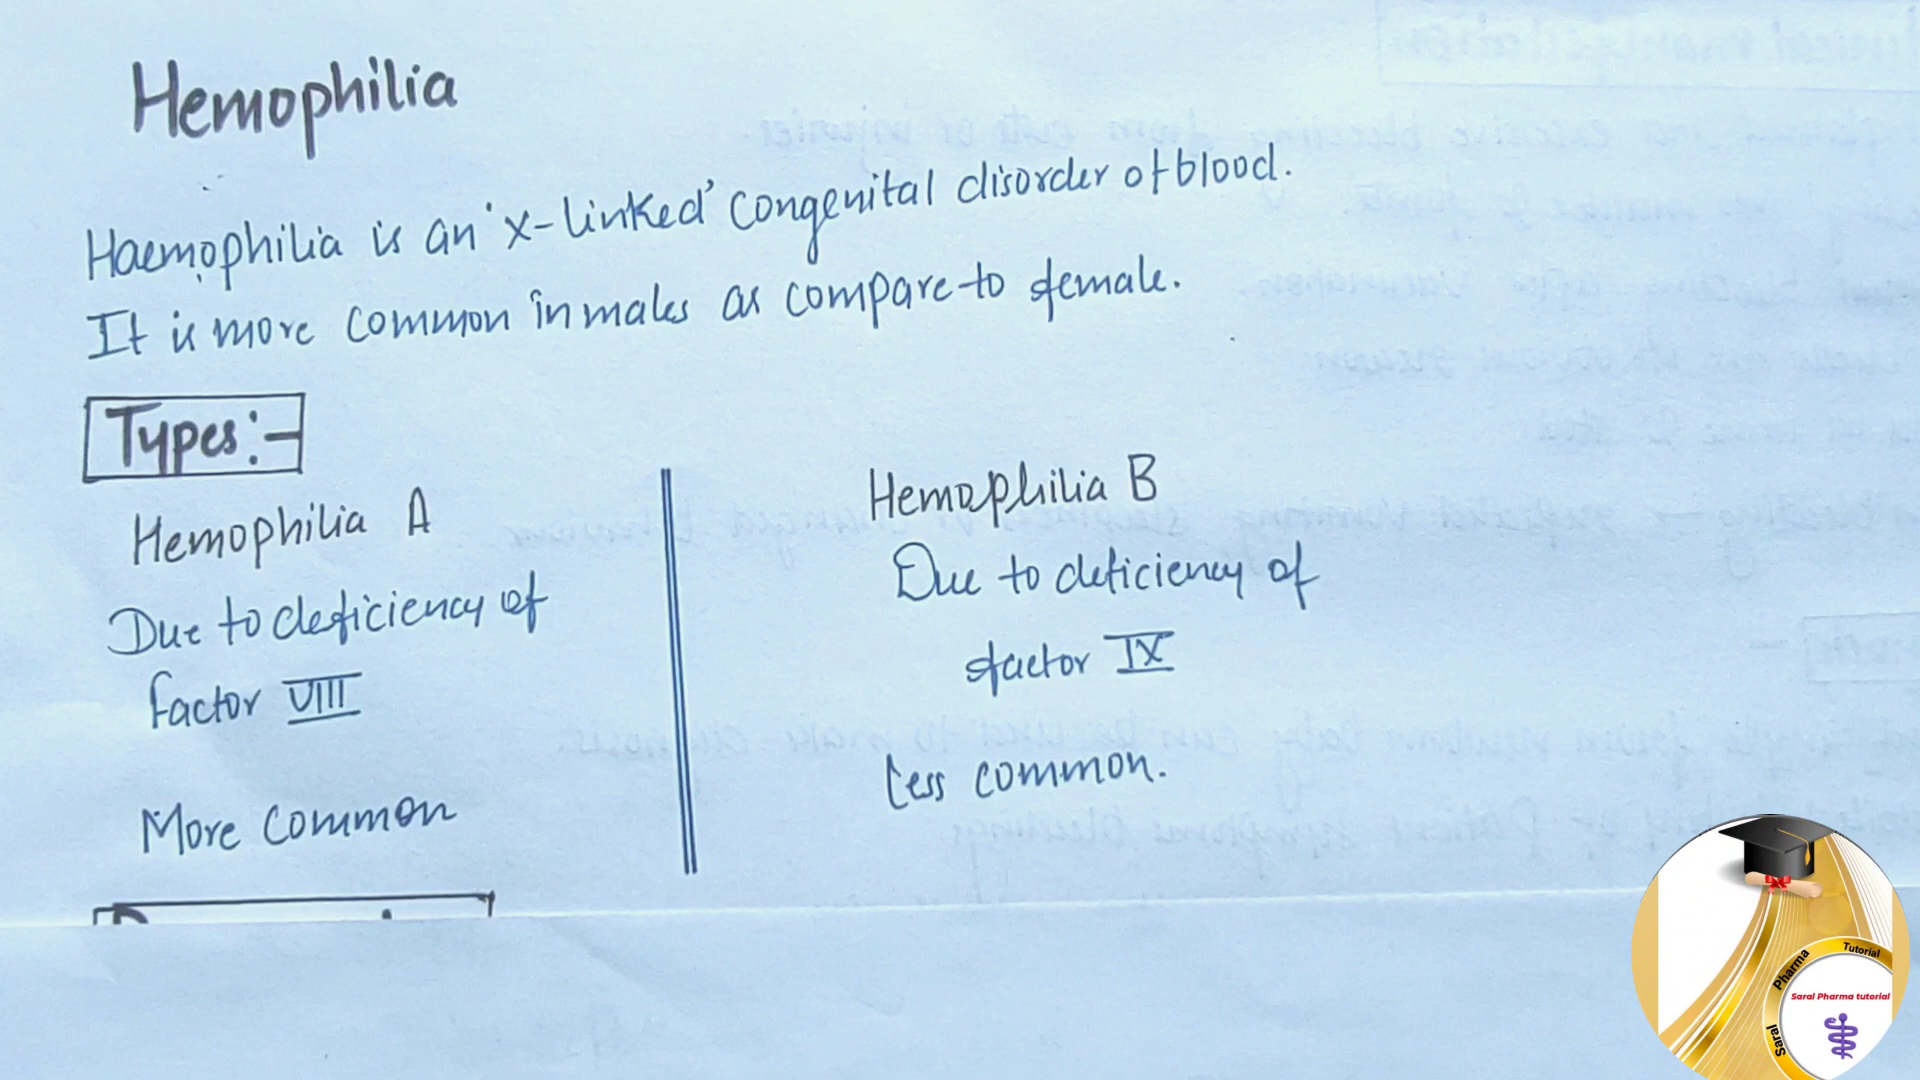 Hemophilia
Haemophilia is an 'x-linked' congenital disorder of blood.
It is more common in males as compare to female.
Types:-
Hemophilia A
Due to deficiency of
factor VIII
More common
Hemophilia B
Due to deficiency of
factor IX
less common.
Saral Pharma Tutorial
Saral Pharma tutorial